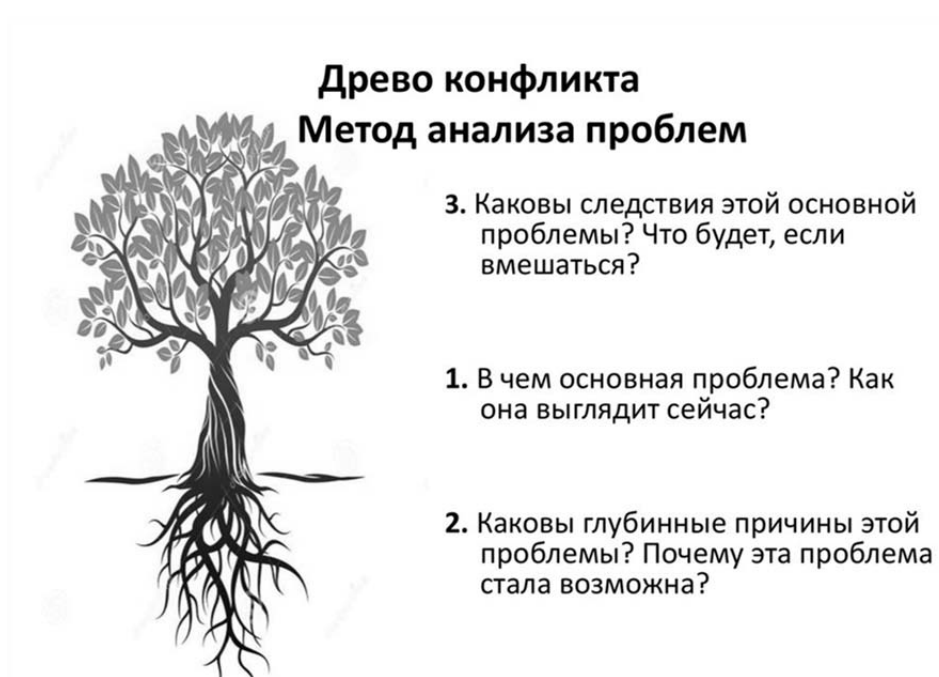 Древо конфликта
Метод анализа проблем
3. Каковы следствия этой основной
проблемы? Что будет, если
вмешаться?
1. В чем основная проблема? Как
она выглядит сейчас?
2. Каковы глубинные причины этой
проблемы? Почему эта проблема
стала возможна?